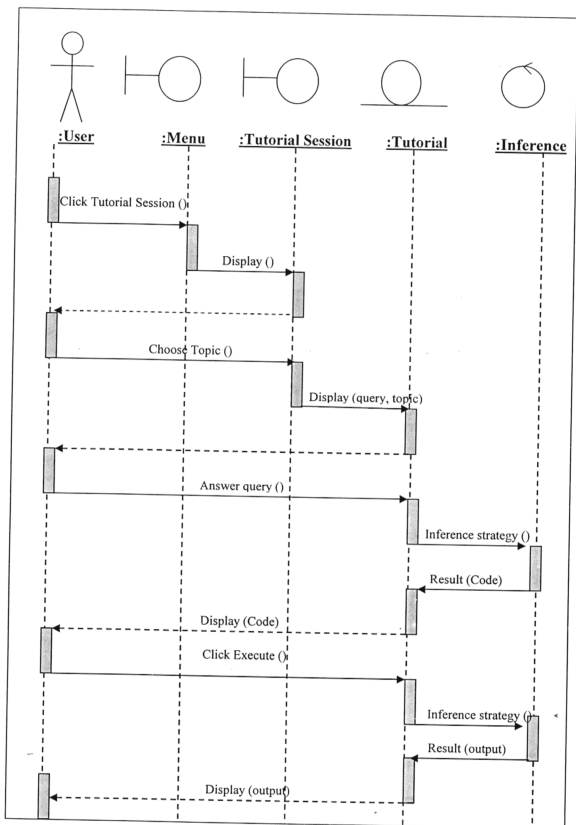 :User :Menu :Tutorial Session :Tutorial :Inference
Click Tutorial Session ()
Display ()
Choose Topic ()
Display (query, topic)
Answer query ()
Inference strategy ()
Result (Code)
Display (Code)
Click Execute ()
Inference strategy ()
Result (output)
Display (output)